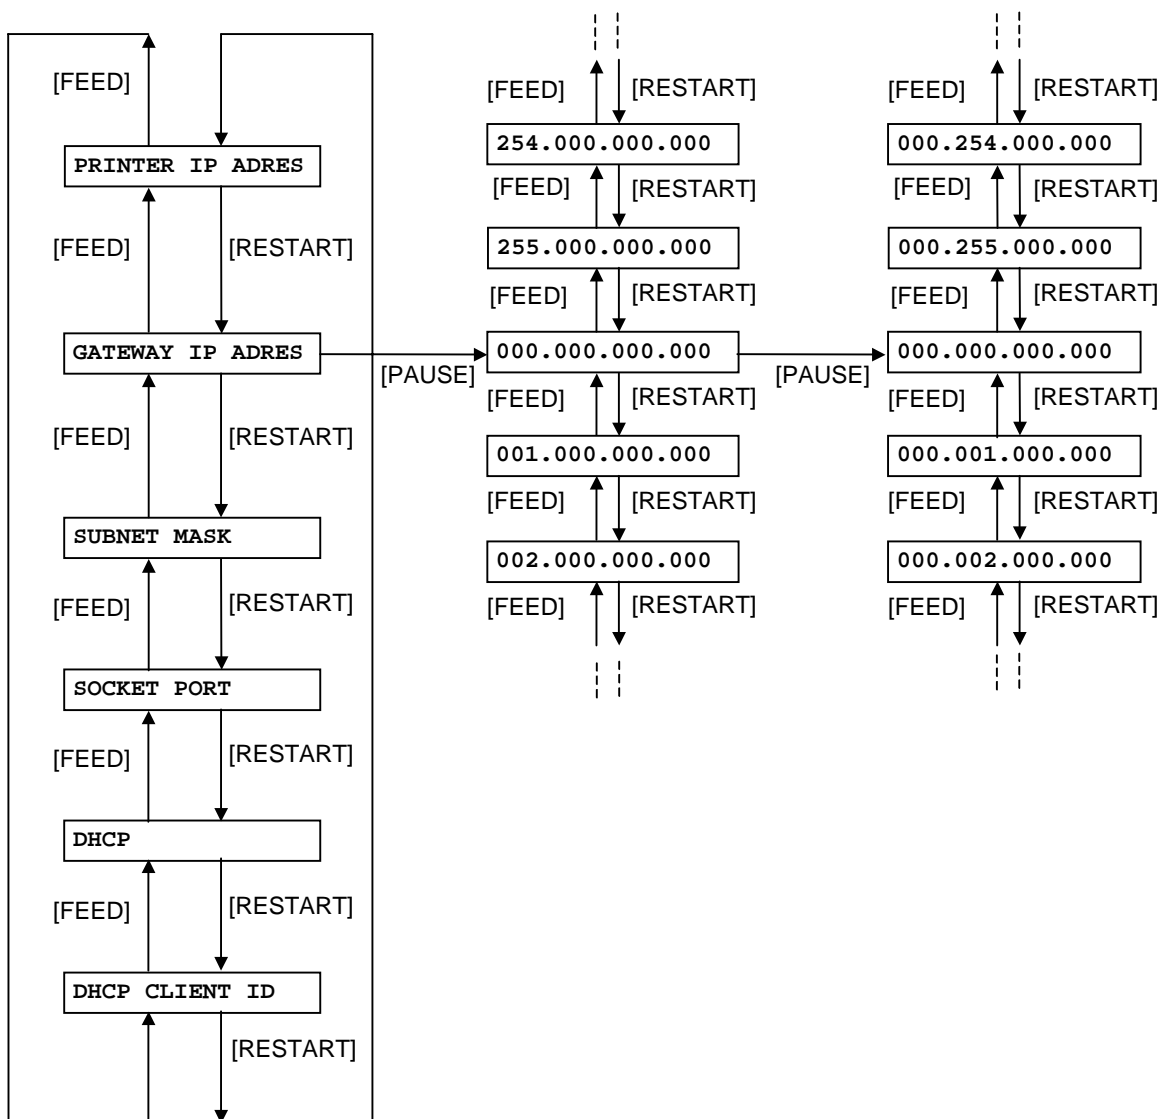 [FEED]
PRINTER IP ADRES
[FEED] [RESTART]
GATEWAY IP ADRES
[FEED] [RESTART]
SUBNET MASK
[FEED] [RESTART]
SOCKET PORT
[FEED] [RESTART]
DHCP
[FEED] [RESTART]
DHCP CLIENT ID
[RESTART]
[PAUSE]
[FEED] [RESTART]
254.000.000.000
[FEED] [RESTART]
255.000.000.000
[FEED] [RESTART]
000.000.000.000
[FEED] [RESTART]
001.000.000.000
[FEED] [RESTART]
002.000.000.000
[FEED] [RESTART]
[PAUSE]
[FEED] [RESTART]
000.254.000.000
[FEED] [RESTART]
000.255.000.000
[FEED] [RESTART]
000.000.000.000
[FEED] [RESTART]
000.001.000.000
[FEED] [RESTART]
000.002.000.000
[FEED] [RESTART]